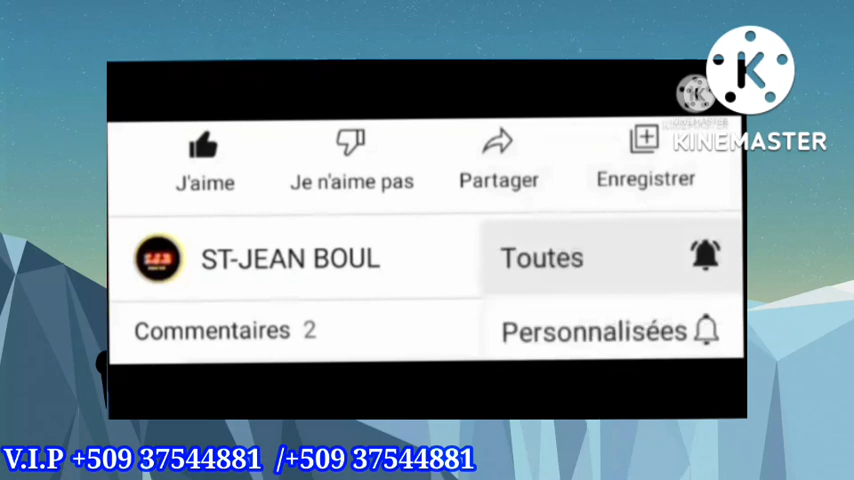 KINEMASTER
J'aime
Je n'aime pas
Partager
Enregistrer
ST-JEAN BOUL
Toutes
Commentaires 2
Personnalisées
V.I.P +509 37544881 /+509 37544881